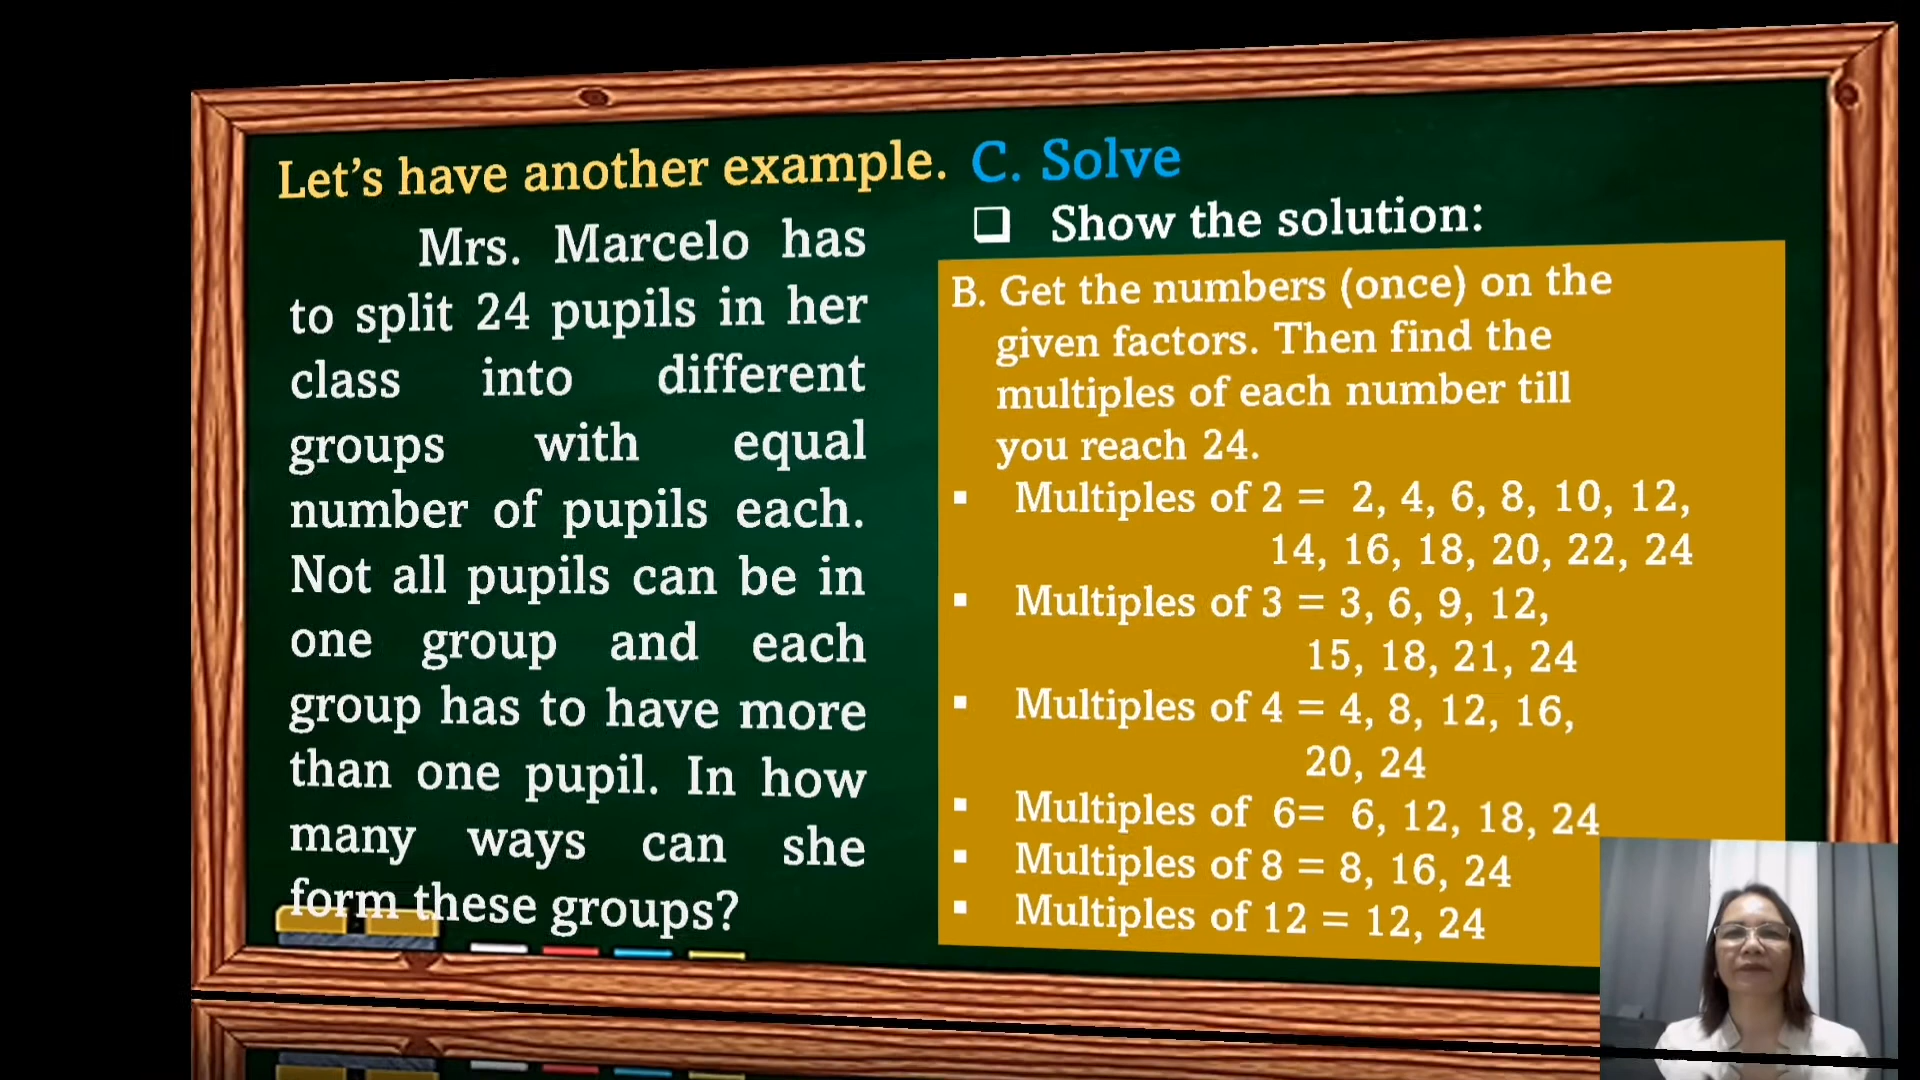 Let's have another example.
Mrs. Marcelo has
to split 24 pupils in her
class into different
groups with equal
number of pupils each.
Not all pupils can be in
one group and each
group has to have more
than one pupil. In how
many ways can she
form these groups?
C. Solve
❑ Show the solution:
B. Get the numbers (once) on the
given factors. Then find the
multiples of each number till
you reach 24.
▪ Multiples of 2 = 2, 4, 6, 8, 10, 12,
14, 16, 18, 20, 22, 24
▪ Multiples of 3 = 3, 6, 9, 12,
15, 18, 21, 24
▪ Multiples of 4 = 4, 8, 12, 16,
20, 24
▪ Multiples of 6= 6, 12, 18, 24
▪ Multiples of 8 = 8, 16, 24
▪ Multiples of 12 = 12, 24